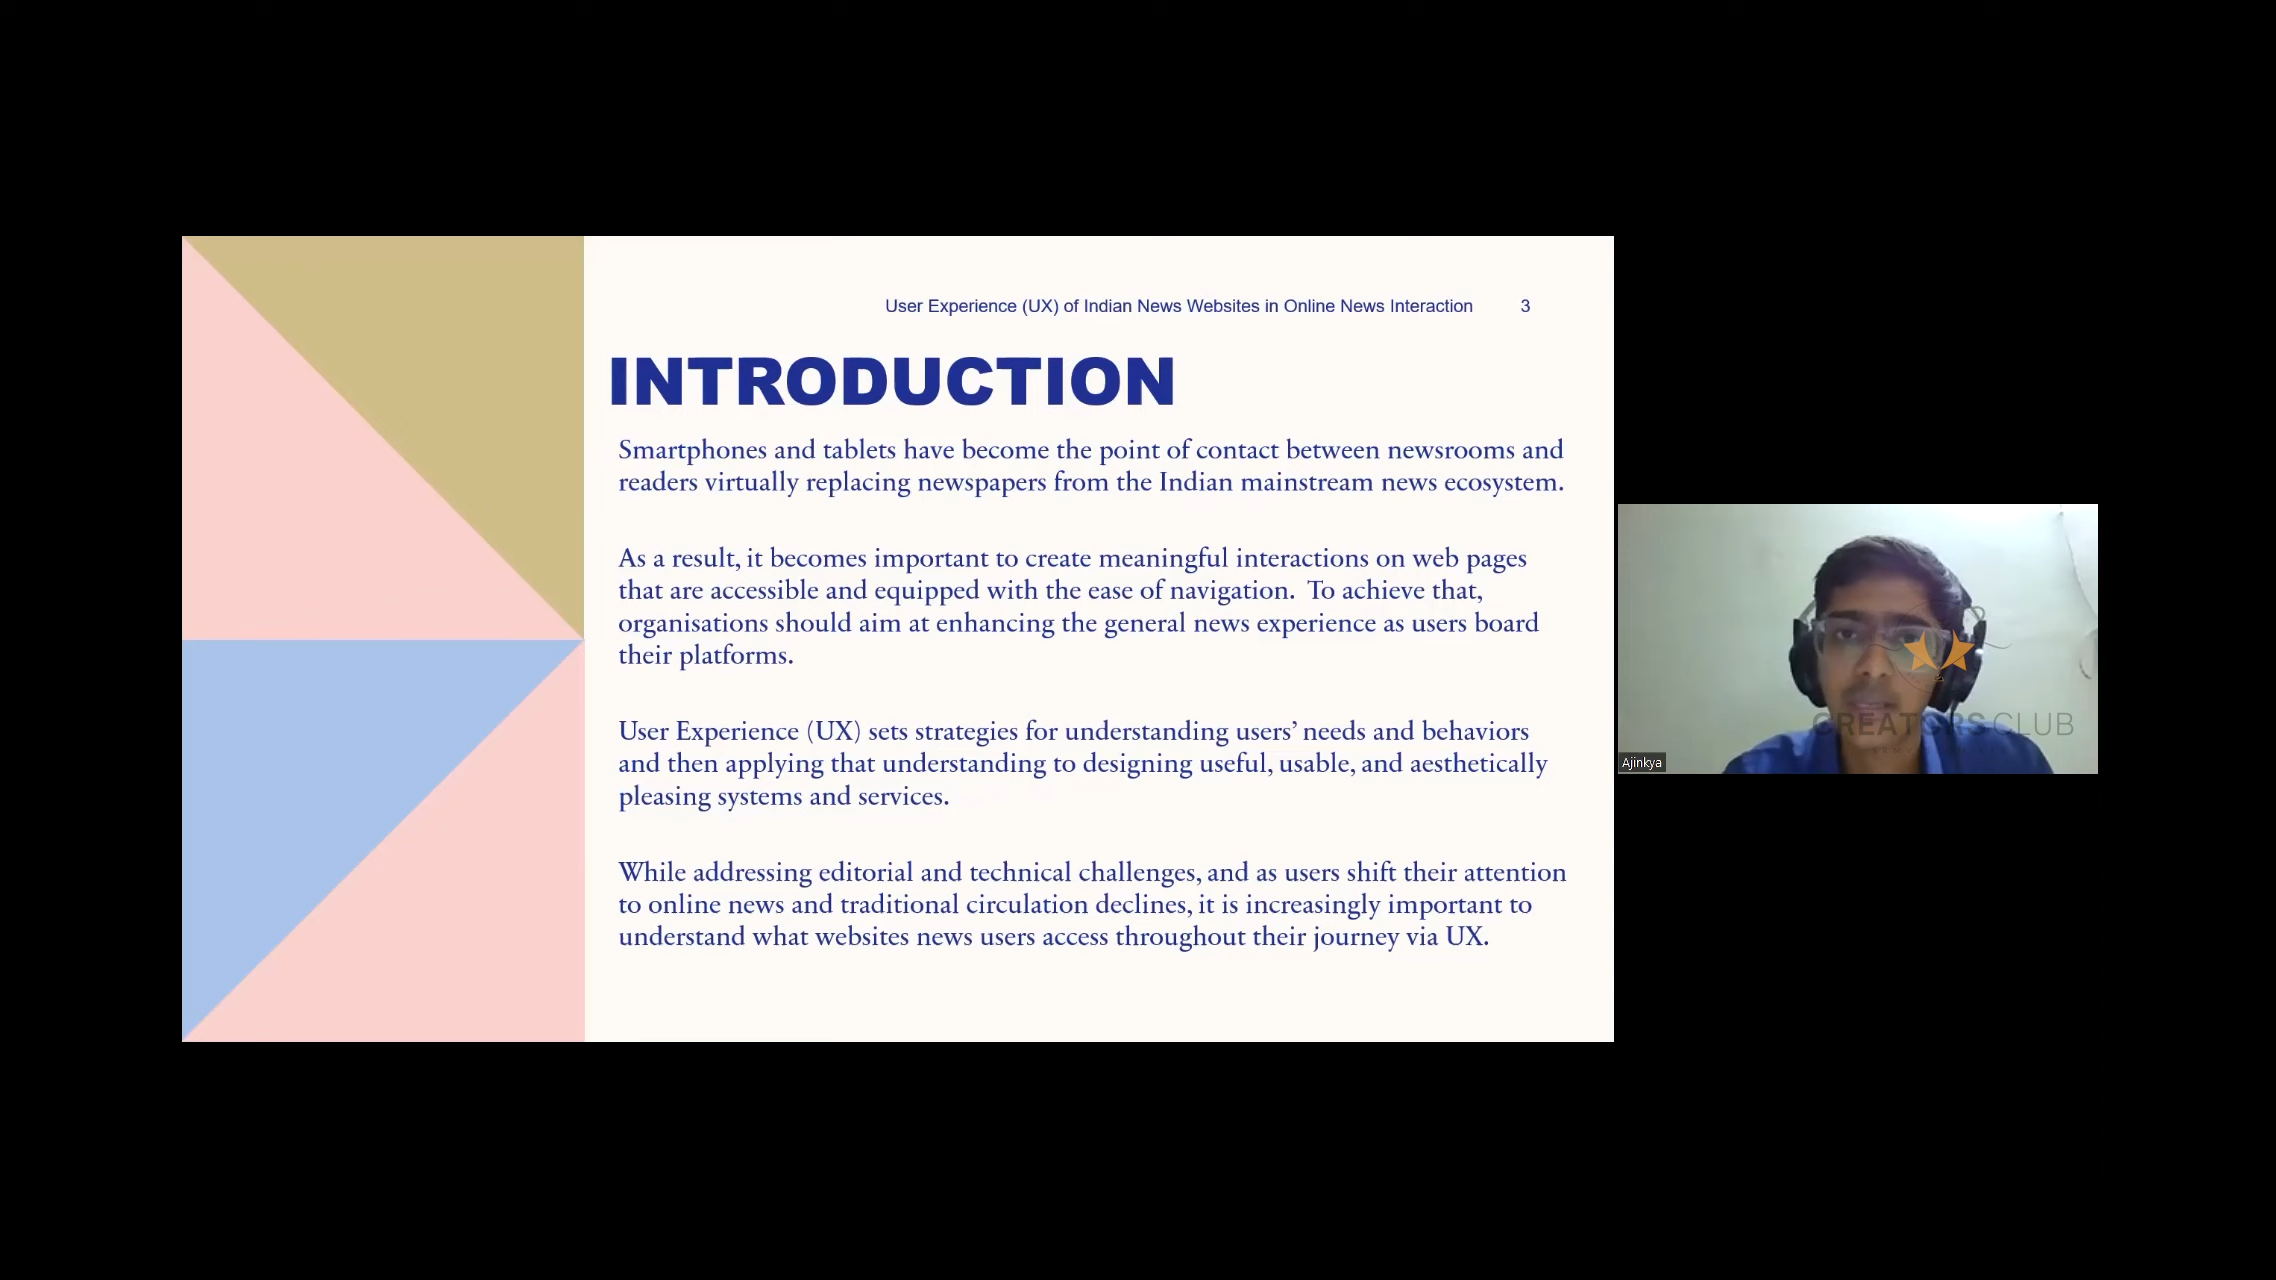 User Experience (UX) of Indian News Websites in Online News Interaction 3
INTRODUCTION
Smartphones and tablets have become the point of contact between newsrooms and
readers virtually replacing newspapers from the Indian mainstream news ecosystem.
As a result, it becomes important to create meaningful interactions on web pages
that are accessible and equipped with the ease of navigation.  To achieve that,
organisations should aim at enhancing the general news experience as users board
their platforms.
User Experience (UX) sets strategies for understanding users’ needs and behaviors
and then applying that understanding to designing useful, usable, and aesthetically
pleasing systems and services.
While addressing editorial and technical challenges, and as users shift their attention
to online news and traditional circulation declines, it is increasingly important to
understand what websites news users access throughout their journey via UX.
CREATORS CLUB
Ajinkya